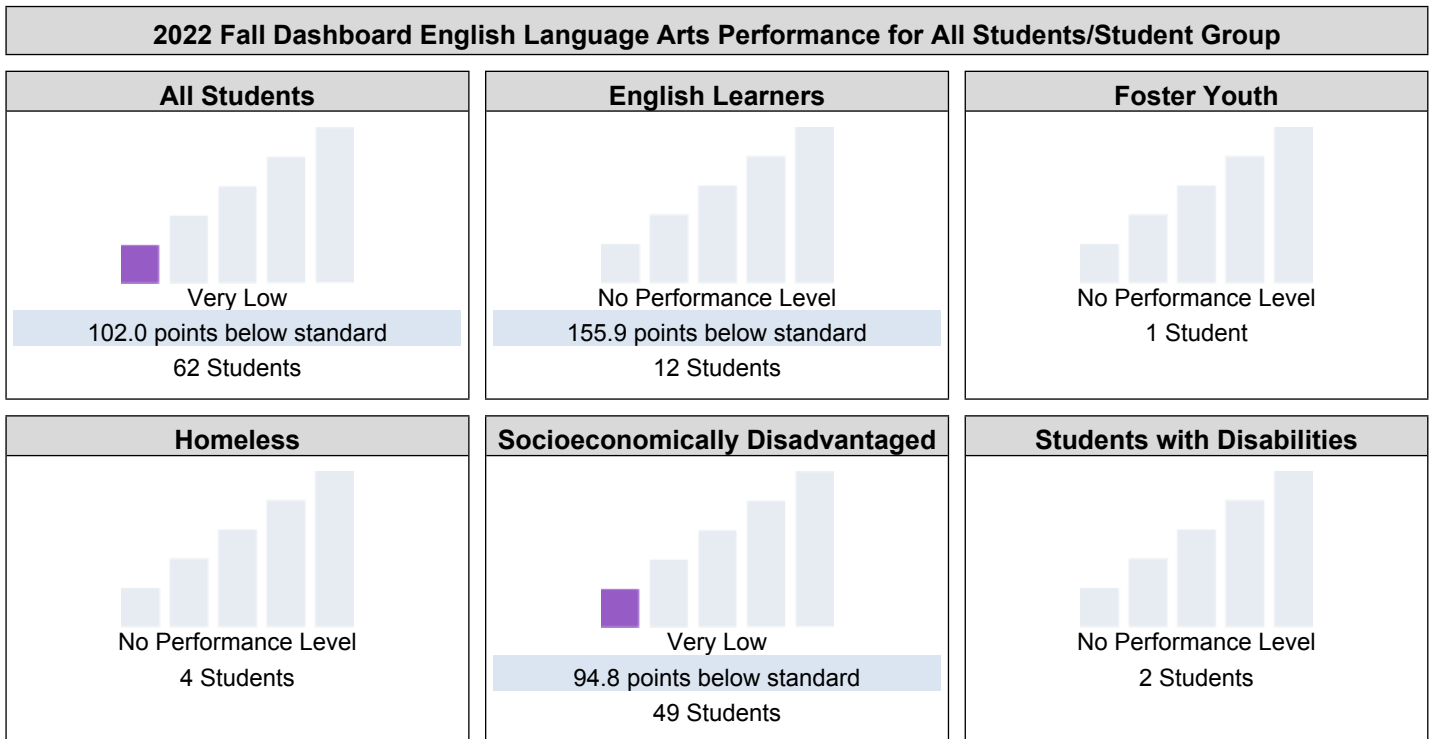 2022 Fall Dashboard English Language Arts Performance for All Students/Student Group
All Students
Very Low
102.0 points below standard
62 Students
English Learners
No Performance Level
155.9 points below standard
12 Students
Foster Youth
No Performance Level
1 Student
Homeless
No Performance Level
4 Students
Socioeconomically Disadvantaged
Very Low
94.8 points below standard
49 Students
Students with Disabilities
No Performance Level
2 Students